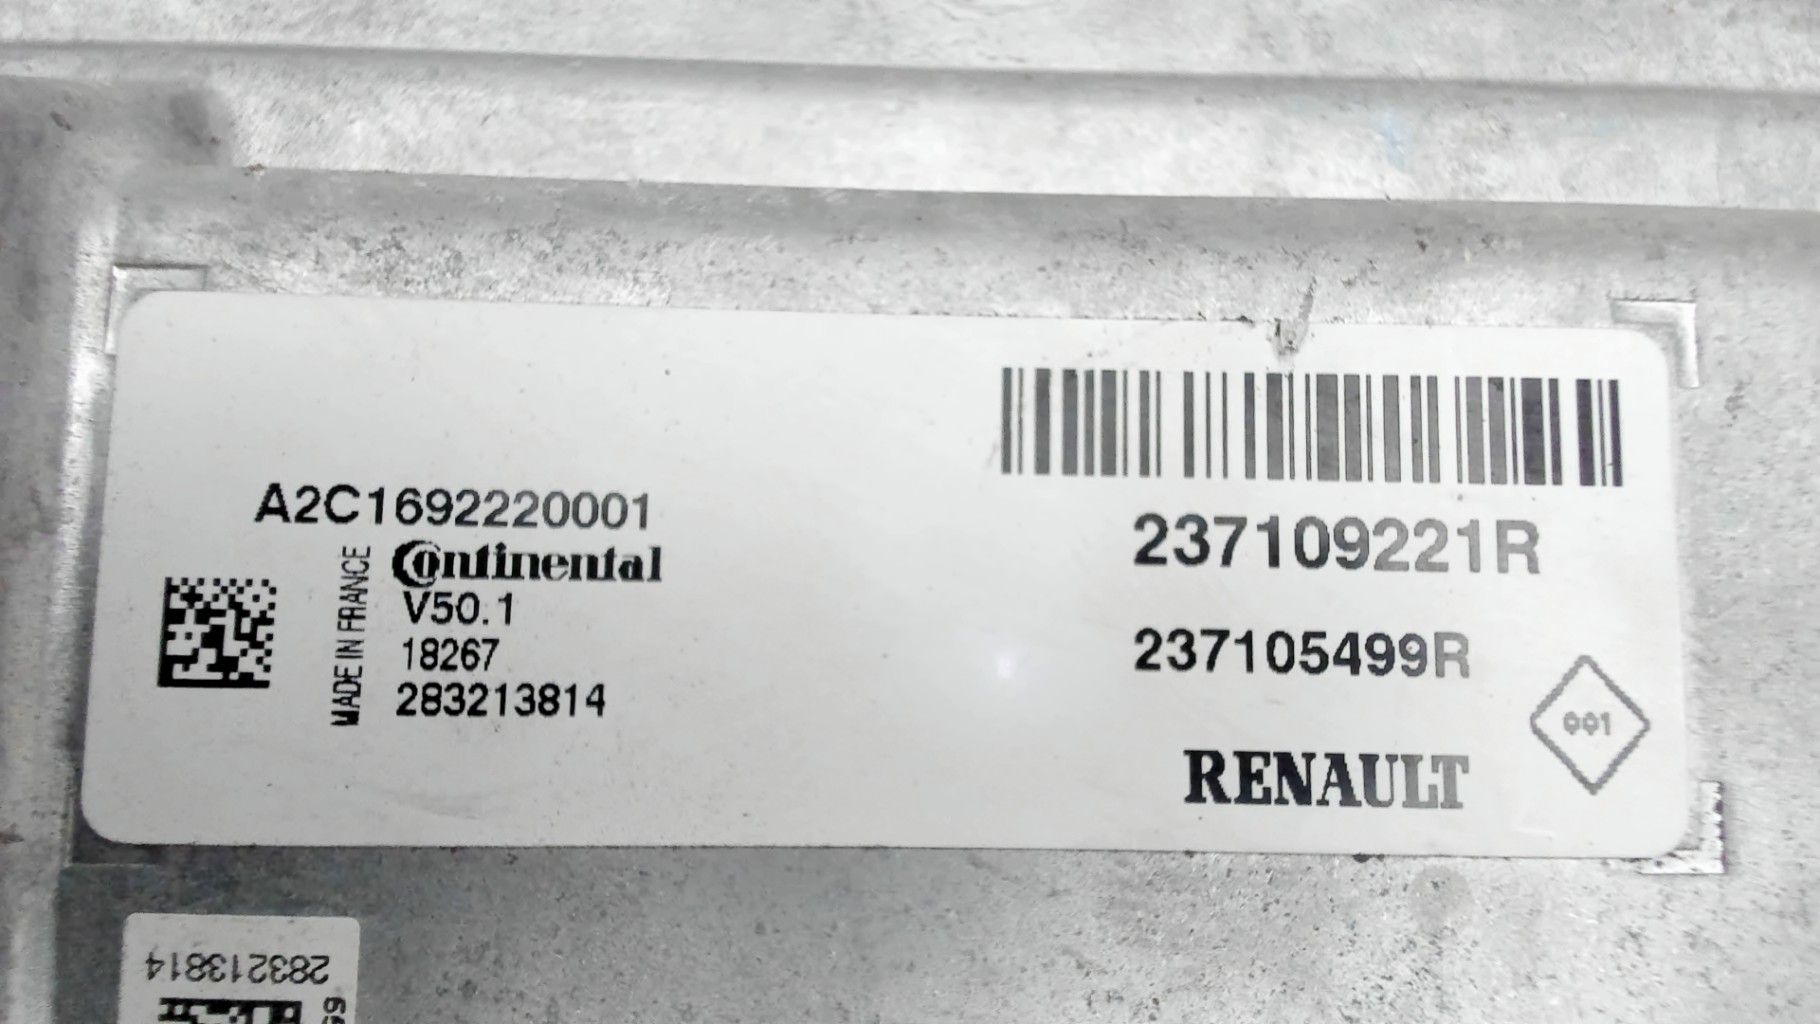 A2C1692220001
MADE IN FRANCE
Continental
V50.1
18267
283213814
237109221R
237105499R
001
RENAULT
283213814